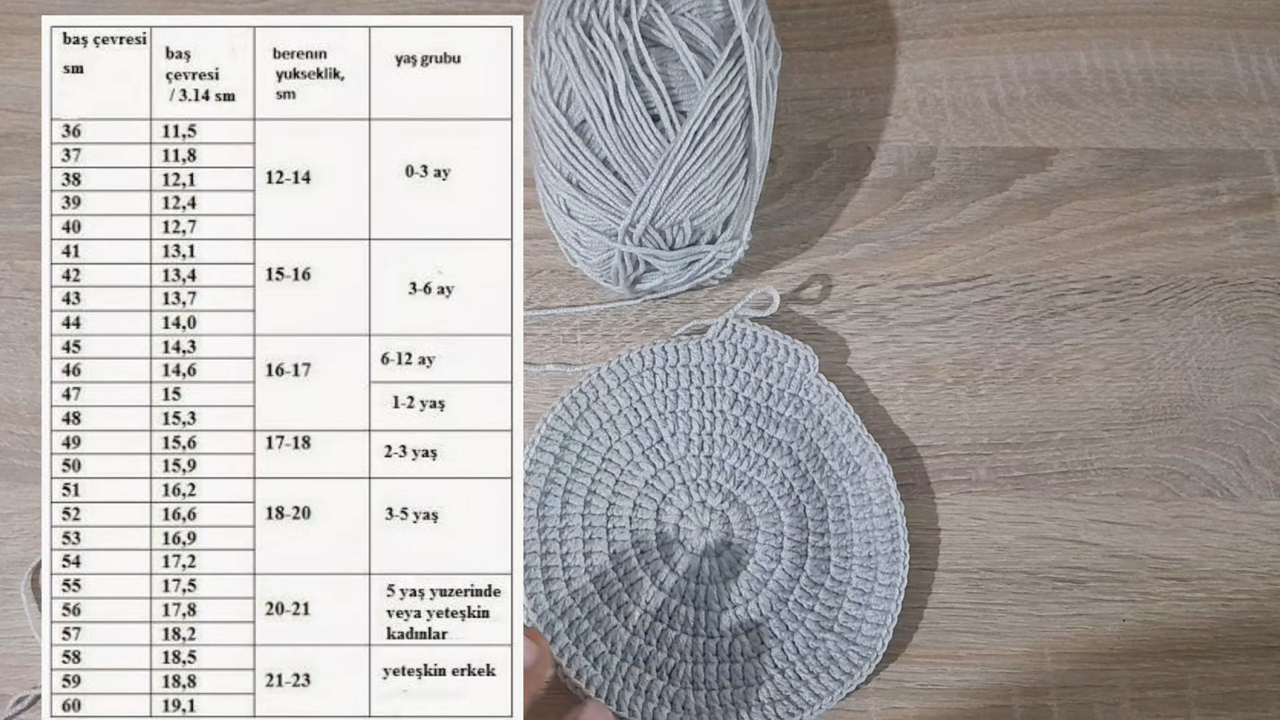 baş çevresi
sm
baş
çevresi
/ 3.14 sm
berenın
yukseklik,
sm
yaş grubu
36 11,5
37 11,8
38 12,1 12-14 0-3 ay
39 12,4
40 12,7
41 13,1
42 13,4 15-16
43 13,7 3-6 ay
44 14,0
45 14,3 6-12 ay
46 14,6 16-17
47 15 1-2 yaş
48 15,3
49 15,6 17-18 2-3 yaş
50 15,9
51 16,2
52 16,6 18-20 3-5 yaş
53 16,9
54 17,2
55 17,5 5 yaş yuzerinde
56 17,8 20-21 veya yeteşkin
57 18,2 kadınlar
58 18,5 yeteşkin erkek
59 18,8 21-23
60 19,1